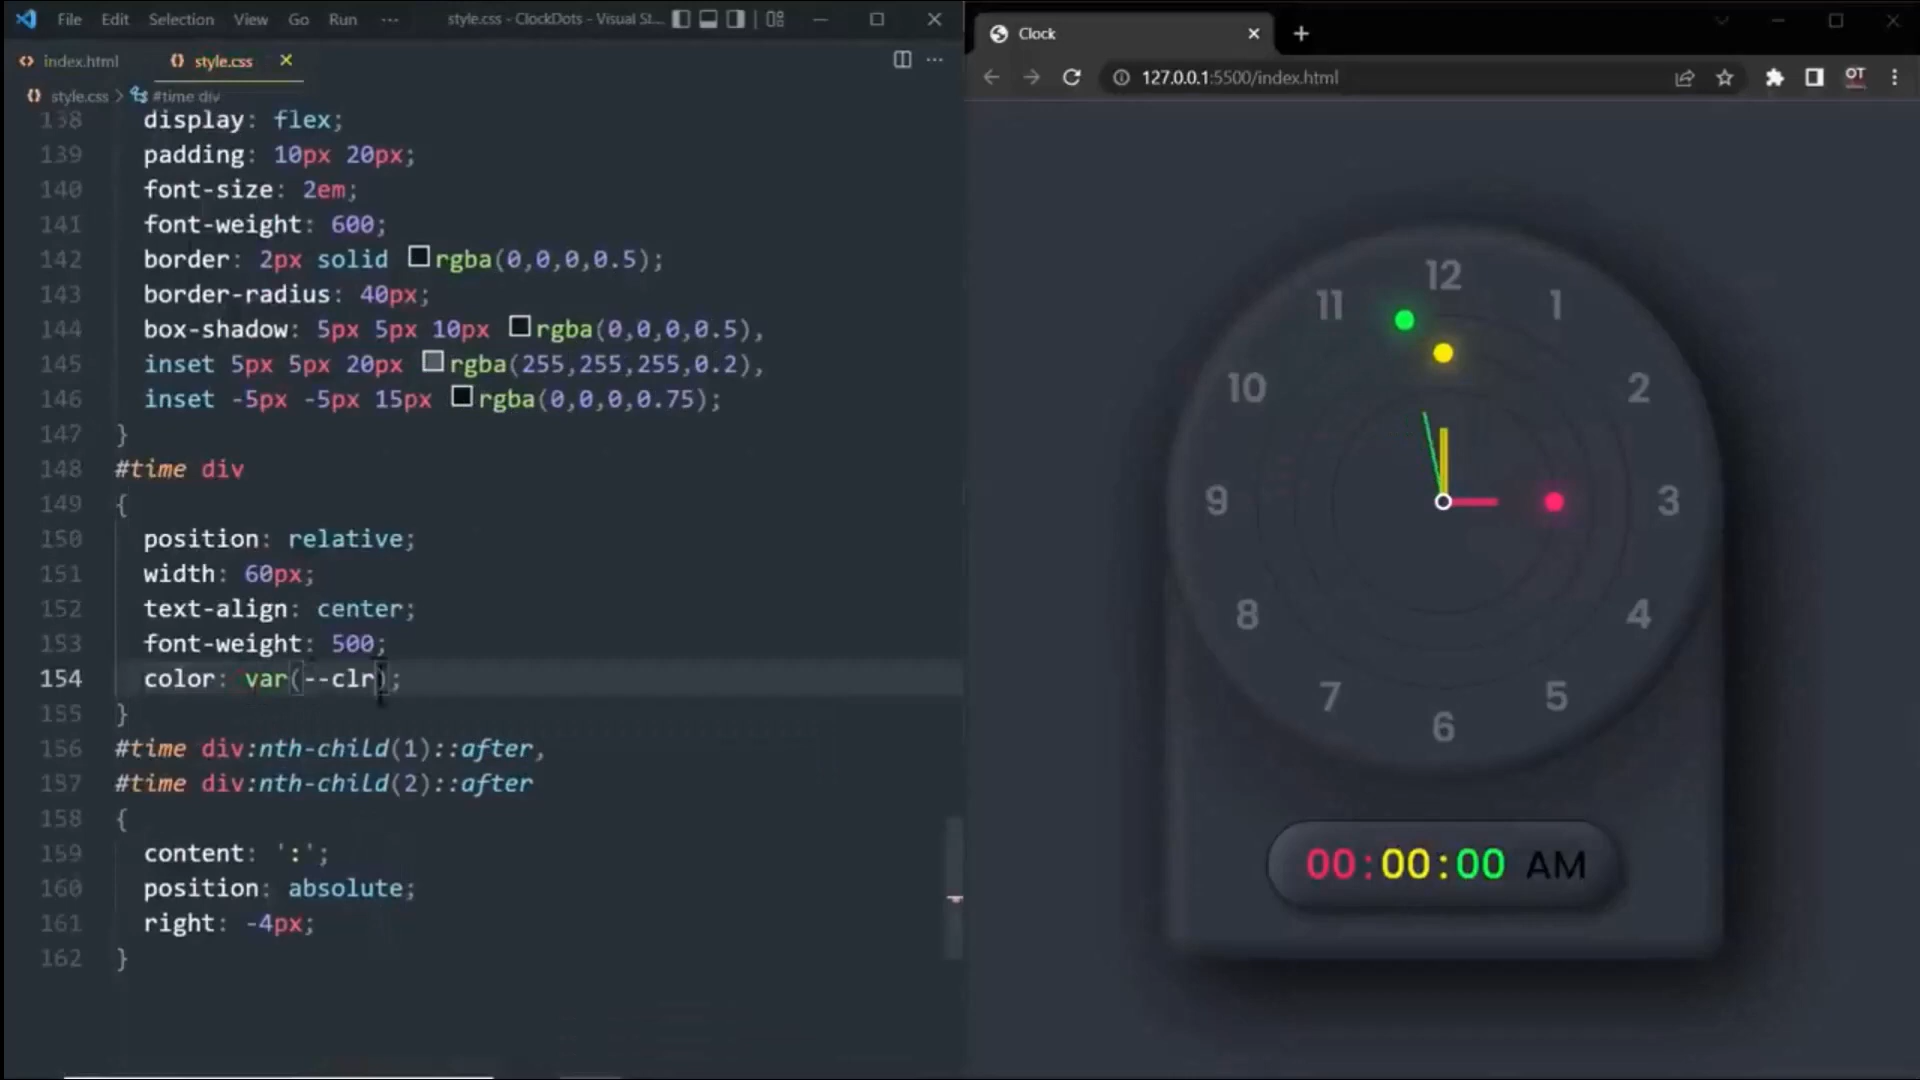 File Edit Selection View Go Run ··· style.css - ClockDots - Visual St...
index.html style.css
style.css > #time div
138 display: flex;
139 padding: 10px 20px;
140 font-size: 2em;
141 font-weight: 600;
142 border: 2px solid rgba(0,0,0,0.5);
143 border-radius: 40px;
144 box-shadow: 5px 5px 10px rgba(0,0,0,0.5),
145 inset 5px 5px 20px rgba(255,255,255,0.2),
146 inset -5px -5px 15px rgba(0,0,0,0.75);
147 }
148 #time div
149 {
150 position: relative;
151 width: 60px;
152 text-align: center;
153 font-weight: 500;
154 color: var(--clr);
155 }
156 #time div:nth-child(1)::after,
157 #time div:nth-child(2)::after
158 {
159 content: ':';
160 position: absolute;
161 right: -4px;
162 }
Clock
127.0.0.1:5500/index.html
OT
12
11 1
10 2
9 3
8 4
7 5
6
00:00:00 AM